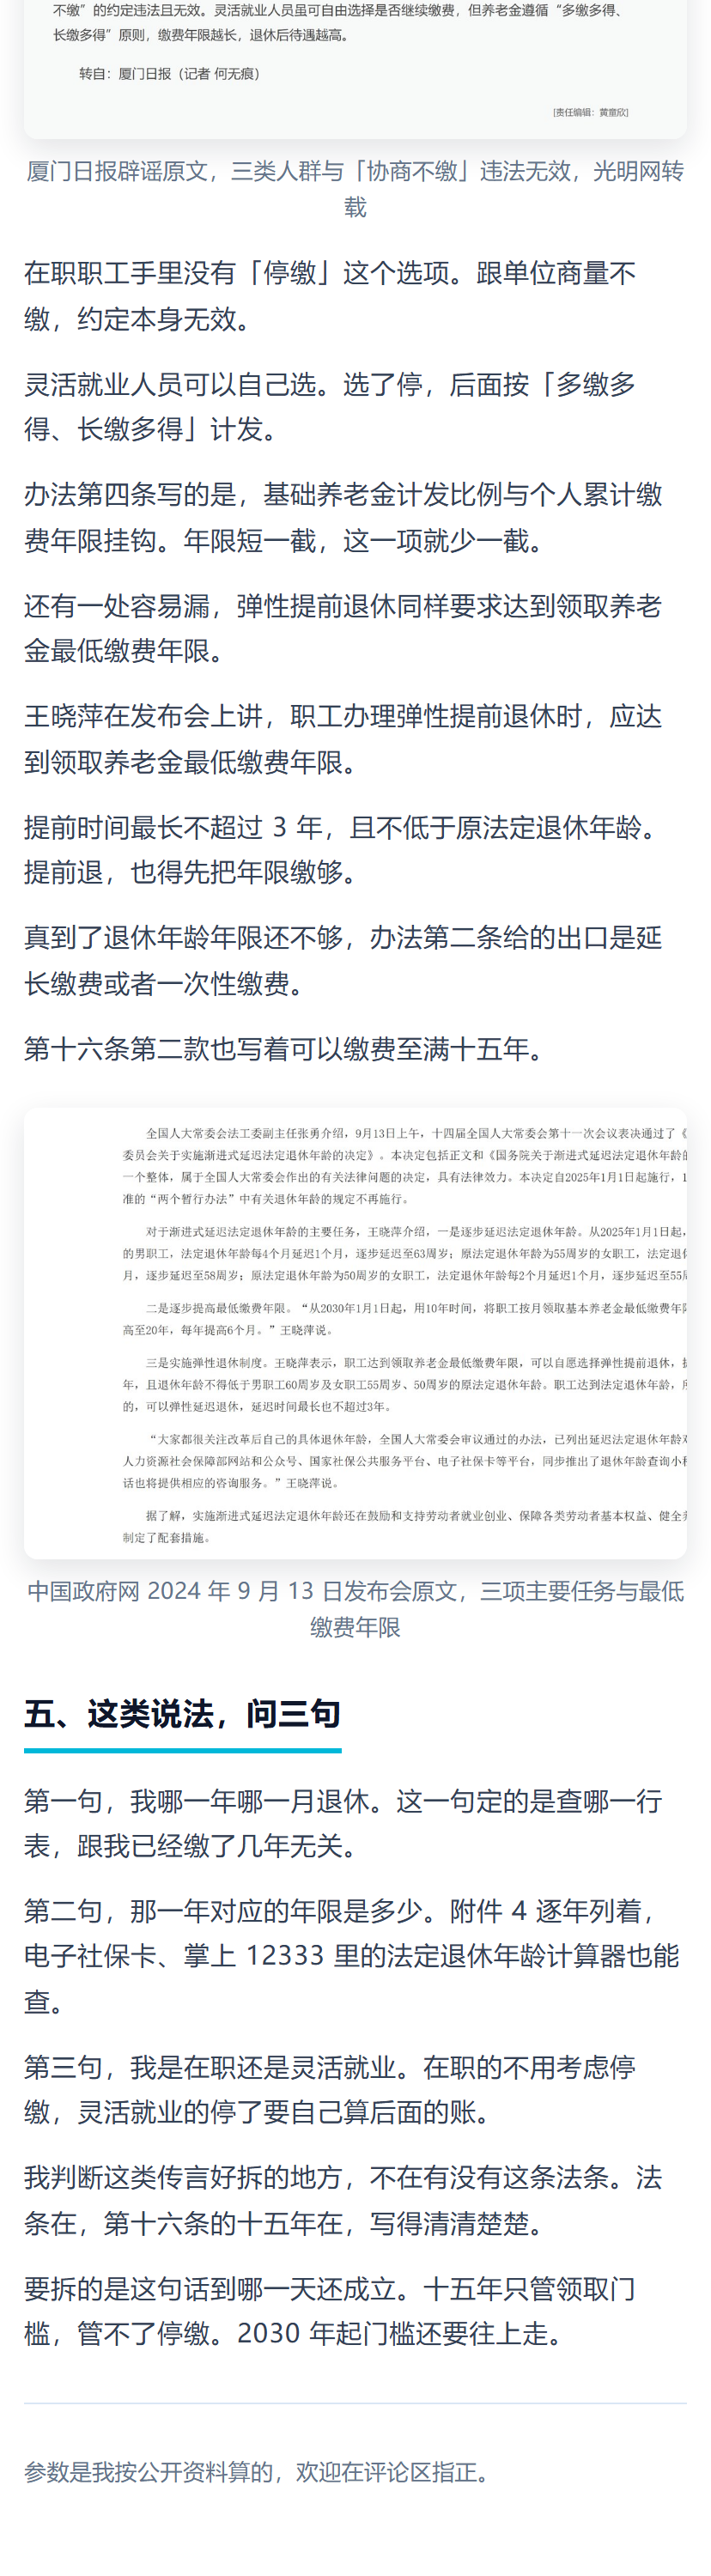 不缴”的约定违法且无效。灵活就业人员虽可自由选择是否继续缴费，但养老金遵循“多缴多得、
长缴多得”原则，缴费年限越长，退休后待遇越高。
转自：厦门日报（记者 何无痕）
[责任编辑：黄童欣]
厦门日报辟谣原文，三类人群与「协商不缴」违法无效，光明网转
载
在职职工手里没有「停缴」这个选项。跟单位商量不
缴，约定本身无效。
灵活就业人员可以自己选。选了停，后面按「多缴多
得、长缴多得」计发。
办法第四条写的是，基础养老金计发比例与个人累计缴
费年限挂钩。年限短一截，这一项就少一截。
还有一处容易漏，弹性提前退休同样要求达到领取养老
金最低缴费年限。
王晓萍在发布会上讲，职工办理弹性提前退休时，应达
到领取养老金最低缴费年限。
提前时间最长不超过 3 年，且不低于原法定退休年龄。
提前退，也得先把年限缴够。
真到了退休年龄年限还不够，办法第二条给的出口是延
长缴费或者一次性缴费。
第十六条第二款也写着可以缴费至满十五年。
全国人大常委会法工委副主任张勇介绍，9月13日上午，十四届全国人大常委会第十一次会议表决通过了《
委员会关于实施渐进式延迟法定退休年龄的决定》。本决定包括正文和《国务院关于渐进式延迟法定退休年龄的
一个整体，属于全国人大常委会作出的有关法律问题的决定，具有法律效力。本决定自2025年1月1日起施行，1
准的“两个暂行办法”中有关退休年龄的规定不再施行。
对于渐进式延迟法定退休年龄的主要任务，王晓萍介绍，一是逐步延迟法定退休年龄。从2025年1月1日起，
的男职工，法定退休年龄每4个月延迟1个月，逐步延迟至63周岁；原法定退休年龄为55周岁的女职工，法定退休
月，逐步延迟至58周岁；原法定退休年龄为50周岁的女职工，法定退休年龄每2个月延迟1个月，逐步延迟至55周
二是逐步提高最低缴费年限。“从2030年1月1日起，用10年时间，将职工按月领取基本养老金最低缴费年限
高至20年，每年提高6个月。”王晓萍说。
三是实施弹性退休制度。王晓萍表示，职工达到领取养老金最低缴费年限，可以自愿选择弹性提前退休，提
年，且退休年龄不得低于男职工60周岁及女职工55周岁、50周岁的原法定退休年龄。职工达到法定退休年龄，所
的，可以弹性延迟退休，延迟时间最长也不超过3年。
“大家都很关注改革后自己的具体退休年龄，全国人大常委会审议通过的办法，已列出延迟法定退休年龄对
人力资源社会保障部网站和公众号、国家社保公共服务平台、电子社保卡等平台，同步推出了退休年龄查询小程
话也将提供相应的咨询服务。”王晓萍说。
据了解，实施渐进式延迟法定退休年龄还在鼓励和支持劳动者就业创业、保障各类劳动者基本权益、健全养
制定了配套措施。
中国政府网 2024 年 9 月 13 日发布会原文，三项主要任务与最低
缴费年限
五、这类说法，问三句
第一句，我哪一年哪一月退休。这一句定的是查哪一行
表，跟我已经缴了几年无关。
第二句，那一年对应的年限是多少。附件 4 逐年列着，
电子社保卡、掌上 12333 里的法定退休年龄计算器也能
查。
第三句，我是在职还是灵活就业。在职的不用考虑停
缴，灵活就业的停了要自己算后面的账。
我判断这类传言好拆的地方，不在有没有这条法条。法
条在，第十六条的十五年在，写得清清楚楚。
要拆的是这句话到哪一天还成立。十五年只管领取门
槛，管不了停缴。2030 年起门槛还要往上走。
参数是我按公开资料算的，欢迎在评论区指正。